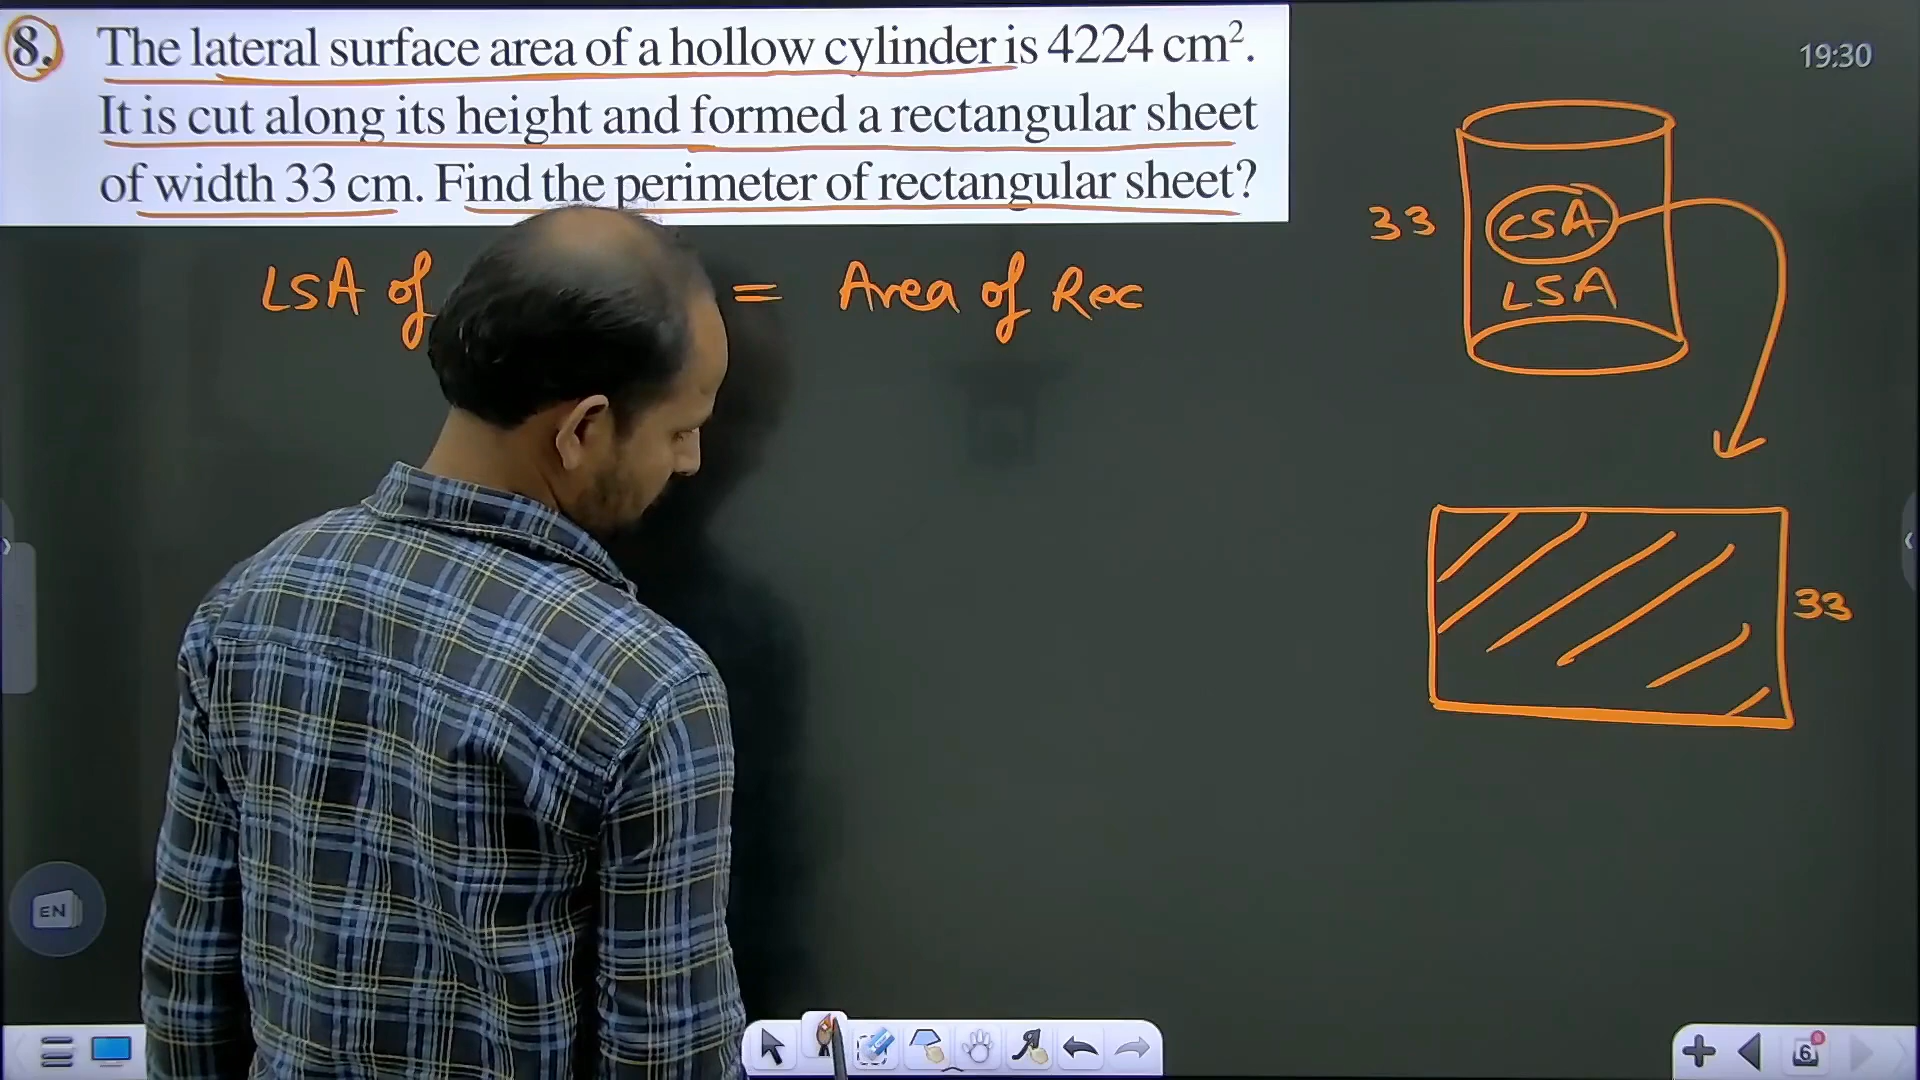 8. The lateral surface area of a hollow cylinder is 4224 cm².
It is cut along its height and formed a rectangular sheet
of width 33 cm. Find the perimeter of rectangular sheet?
19:30
LSA of = Area of Rec
33
CSA
LSA
33
EN
6